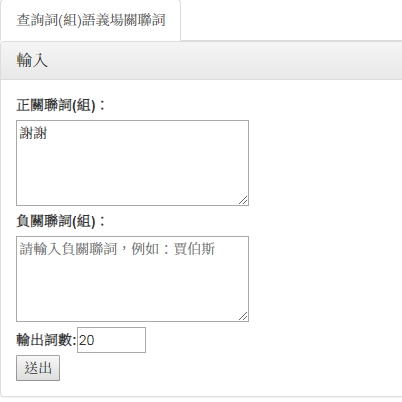 查詢詞(組)語義場關聯詞
輸入
正關聯詞(組)：
謝謝
負關聯詞(組)：
請輸入負關聯詞，例如：賈伯斯
輸出詞數:20
送出